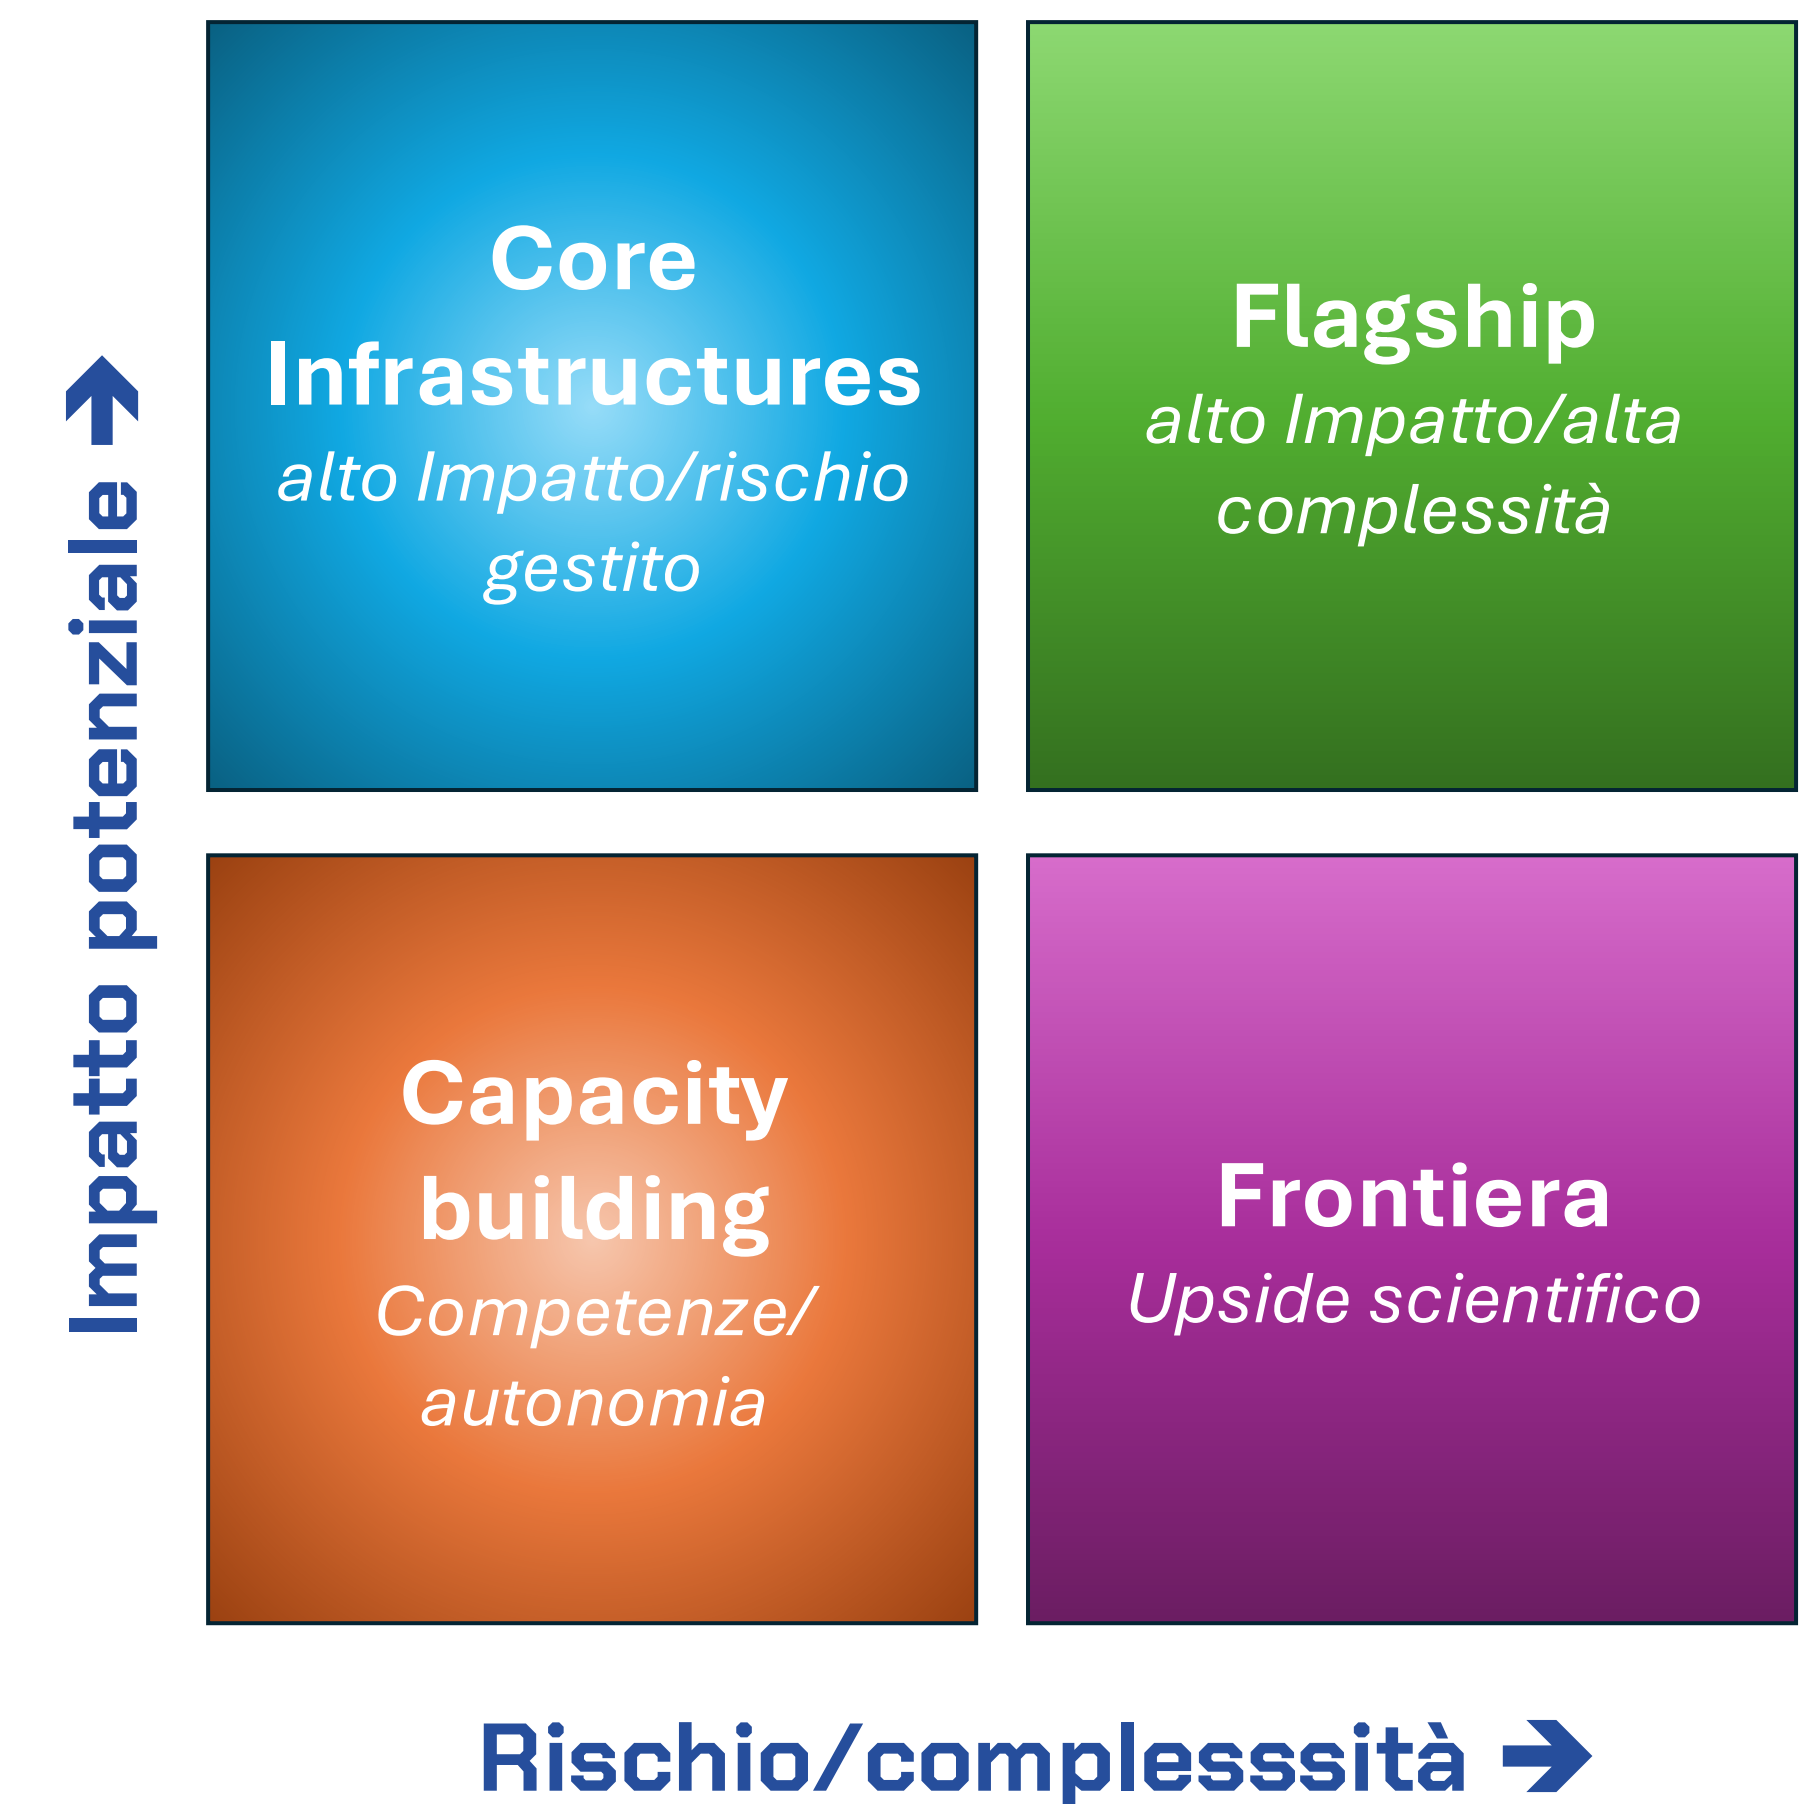 Impatto potenziale →
Core
Infrastructures
alto Impatto/rischio
gestito
Flagship
alto Impatto/alta
complessità
Capacity
building
Competenze/
autonomia
Frontiera
Upside scientifico
Rischio/complesssità →